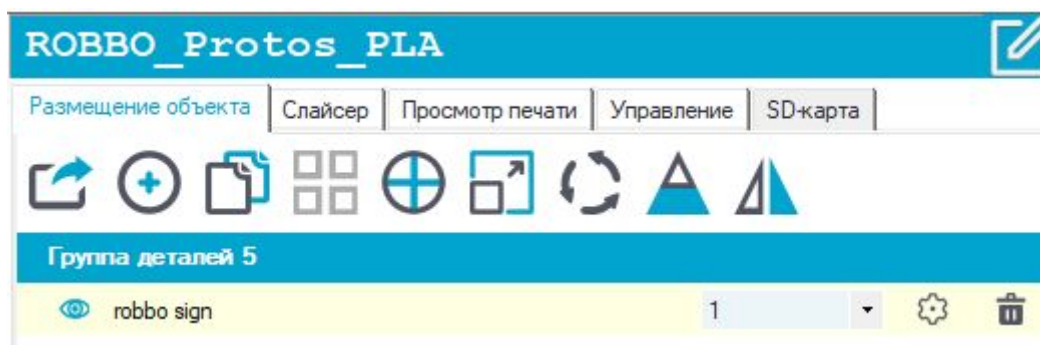 ROBBO_Protos_PLA
Размещение объекта Слайсер Просмотр печати Управление SD-карта
Группа деталей 5
robbo sign 1